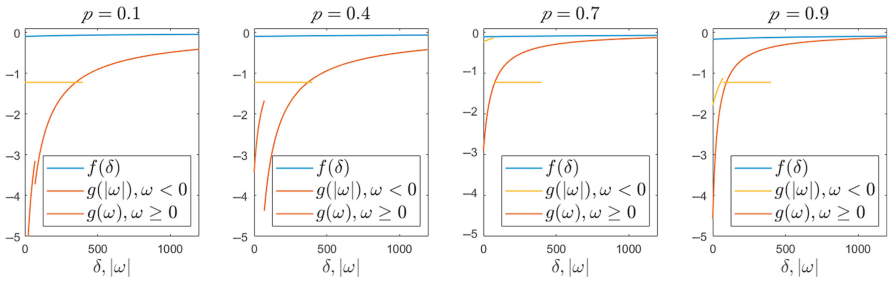 p = 0.1
0
−1
−2
−3
−4
−5
f(δ)
g(|ω|), ω < 0
g(ω), ω ≥ 0
0 500 1000
δ, |ω|
p = 0.4
0
−1
−2
−3
−4
−5
f(δ)
g(|ω|), ω < 0
g(ω), ω ≥ 0
0 500 1000
δ, |ω|
p = 0.7
0
−1
−2
−3
−4
−5
f(δ)
g(|ω|), ω < 0
g(ω), ω ≥ 0
0 500 1000
δ, |ω|
p = 0.9
0
−1
−2
−3
−4
−5
f(δ)
g(|ω|), ω < 0
g(ω), ω ≥ 0
0 500 1000
δ, |ω|